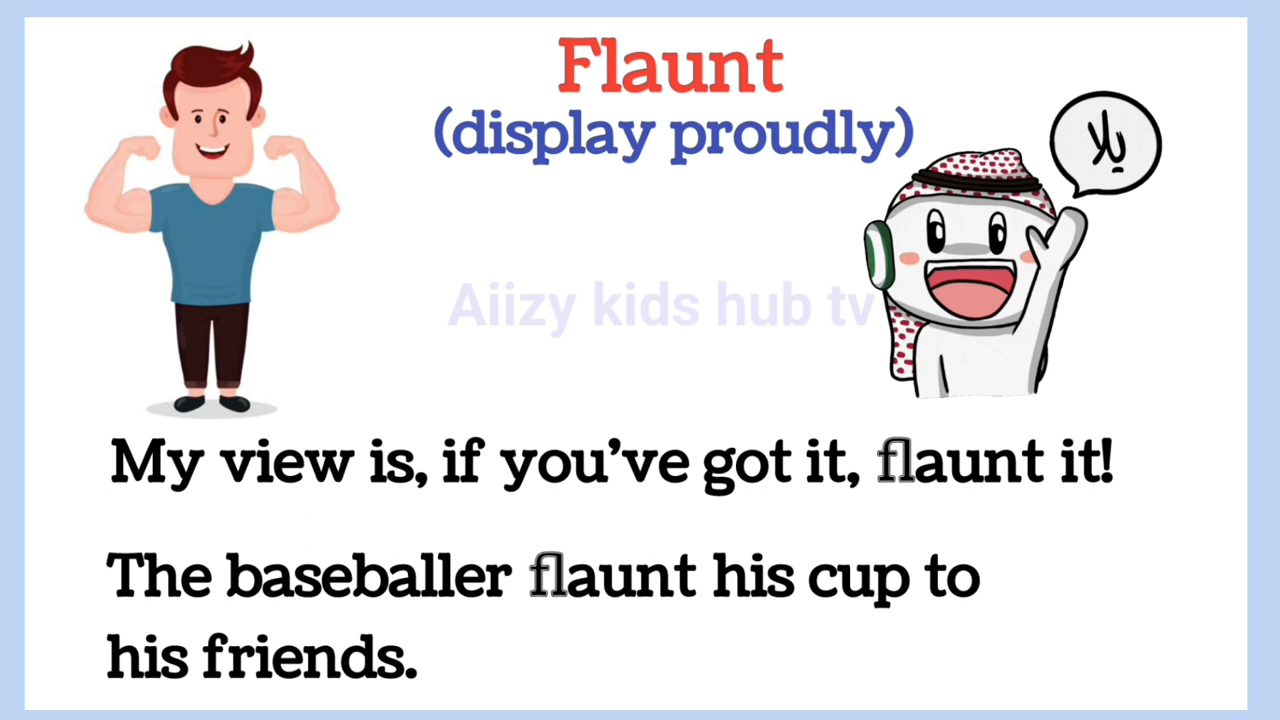 Flaunt
(display proudly)
يلا
Aiizy kids hub tv
My view is, if you've got it, flaunt it!
The baseballer flaunt his cup to
his friends.